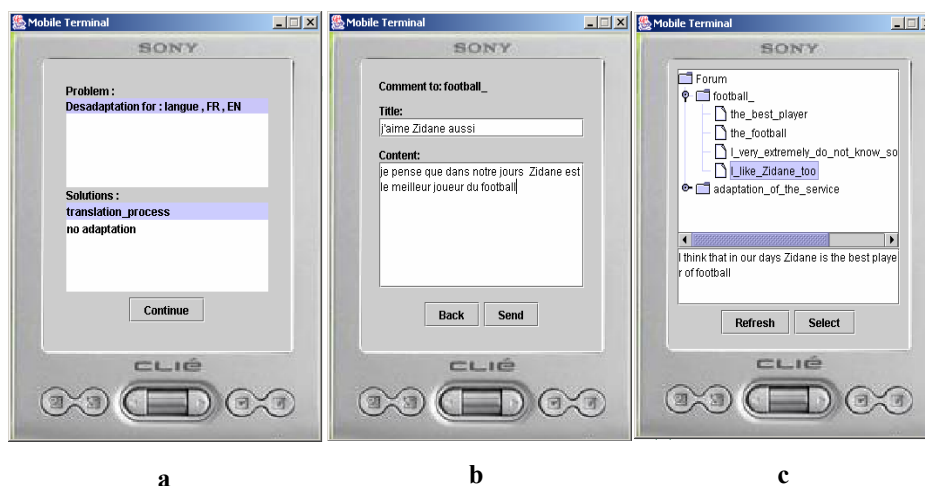 Mobile Terminal
SONY
Problem :
Desadaptation for : langue , FR , EN
Solutions :
translation_process
no adaptation
Continue
CLIÉ
a
Mobile Terminal
SONY
Comment to: football_
Title:
j'aime Zidane aussi
Content:
je pense que dans notre jours Zidane est
le meilleur joueur du football
Back Send
CLIÉ
b
Mobile Terminal
SONY
Forum
football_
the_best_player
the_football
I_very_extremely_do_not_know_so
I_like_Zidane_too
adaptation_of_the_service
I think that in our days Zidane is the best playe
r of football
Refresh Select
CLIÉ
c